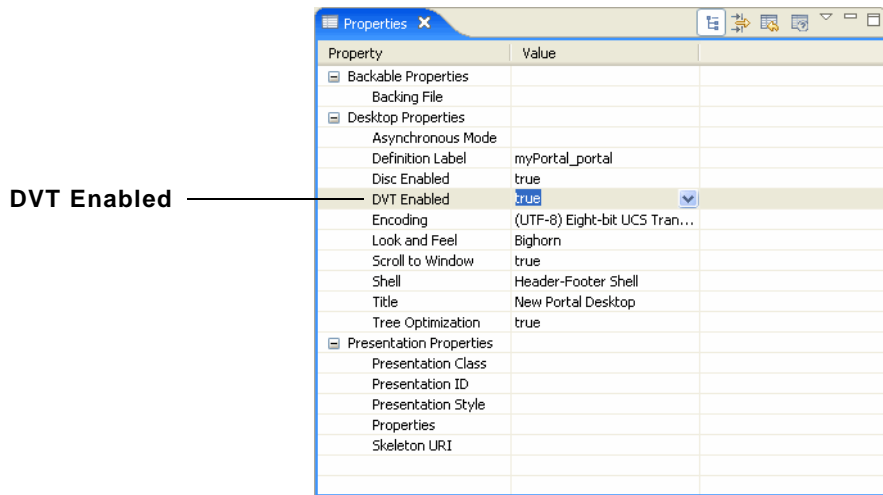 Properties
Property Value
Backable Properties
Backing File
Desktop Properties
Asynchronous Mode
Definition Label myPortal_portal
Disc Enabled true
DVT Enabled
DVT Enabled true
Encoding (UTF-8) Eight-bit UCS Tran...
Look and Feel Bighorn
Scroll to Window true
Shell Header-Footer Shell
Title New Portal Desktop
Tree Optimization true
Presentation Properties
Presentation Class
Presentation ID
Presentation Style
Properties
Skeleton URI